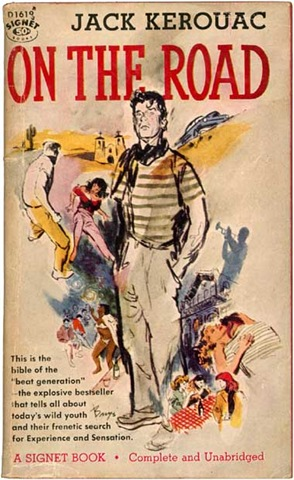 D1619
SIGNET
50¢
BOOKS
JACK KEROUAC
ON THE ROAD
This is the
bible of the
"beat generation"
—the explosive bestseller
that tells all about
today's wild youth
and their frenetic search
for Experience and Sensation.
A SIGNET BOOK • Complete and Unabridged